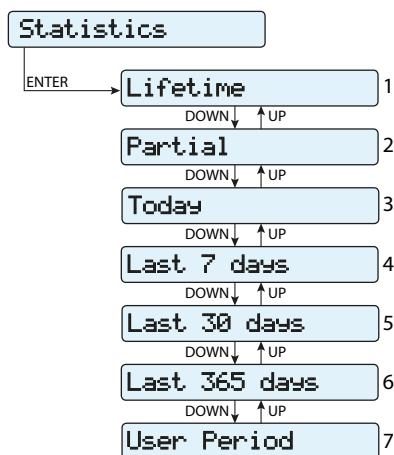 Statistics
ENTER
Lifetime 1
DOWN UP
Partial 2
DOWN UP
Today 3
DOWN UP
Last 7 days 4
DOWN UP
Last 30 days 5
DOWN UP
Last 365 days 6
DOWN UP
User Period 7